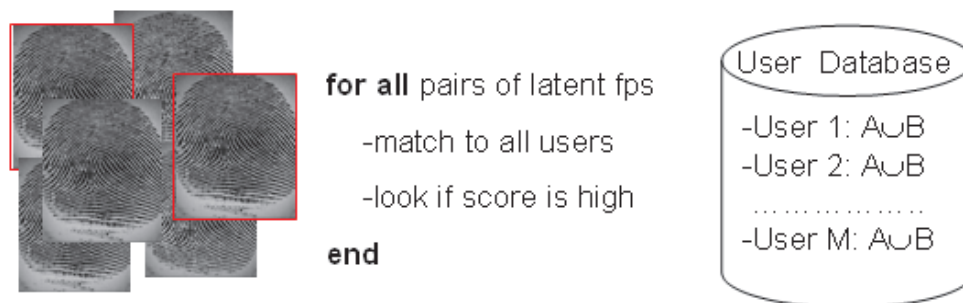 for all pairs of latent fps
-match to all users
-look if score is high
end
User Database
-User 1: A∪B
-User 2: A∪B
……………..
-User M: A∪B